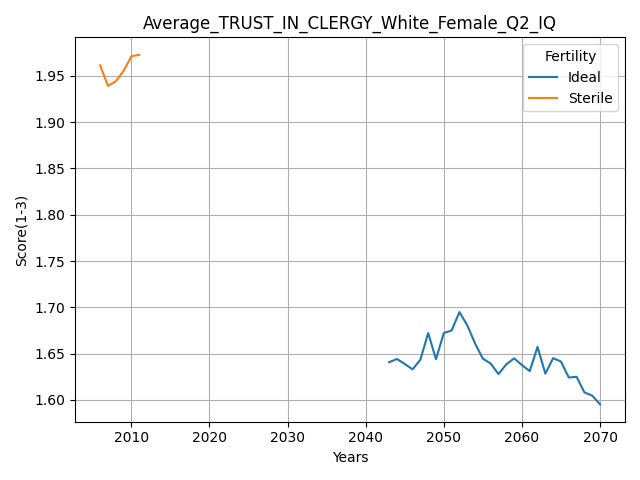 Average_TRUST_IN_CLERGY_White_Female_Q2_IQ
Fertility
Ideal
Sterile
Score(1-3)
1.95
1.90
1.85
1.80
1.75
1.70
1.65
1.60
2010 2020 2030 2040 2050 2060 2070
Years